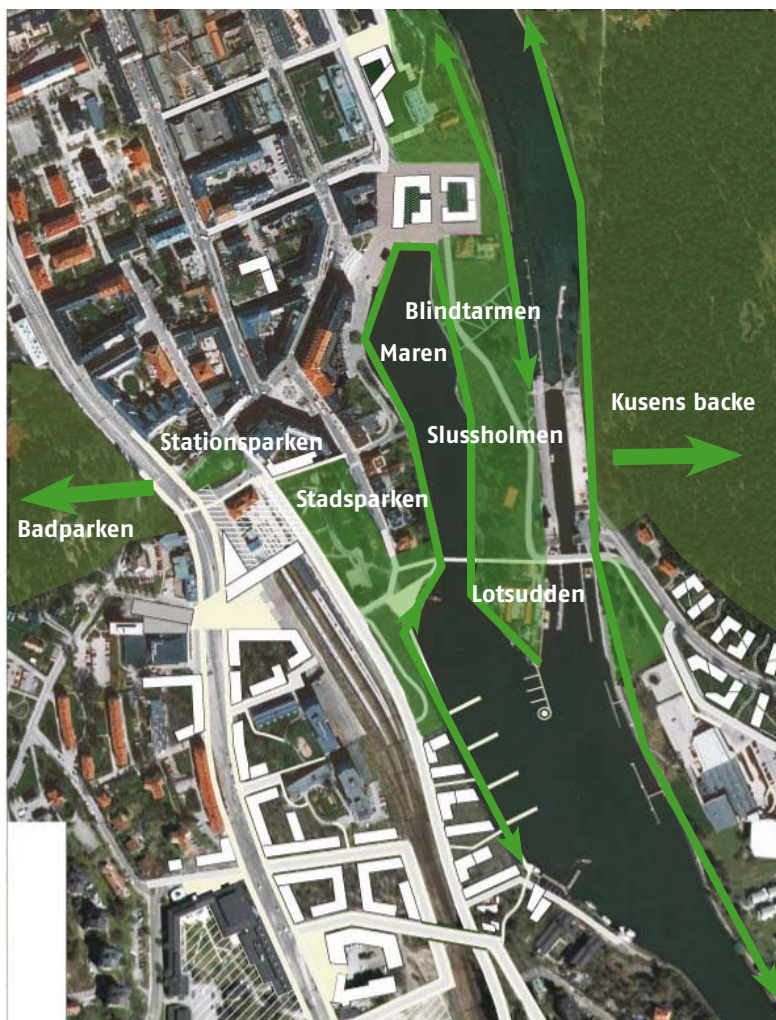 Blindtarmen
Maren
Kusens backe
Stationsparken
Slussholmen
Stadsparken
Badparken
Lotsudden